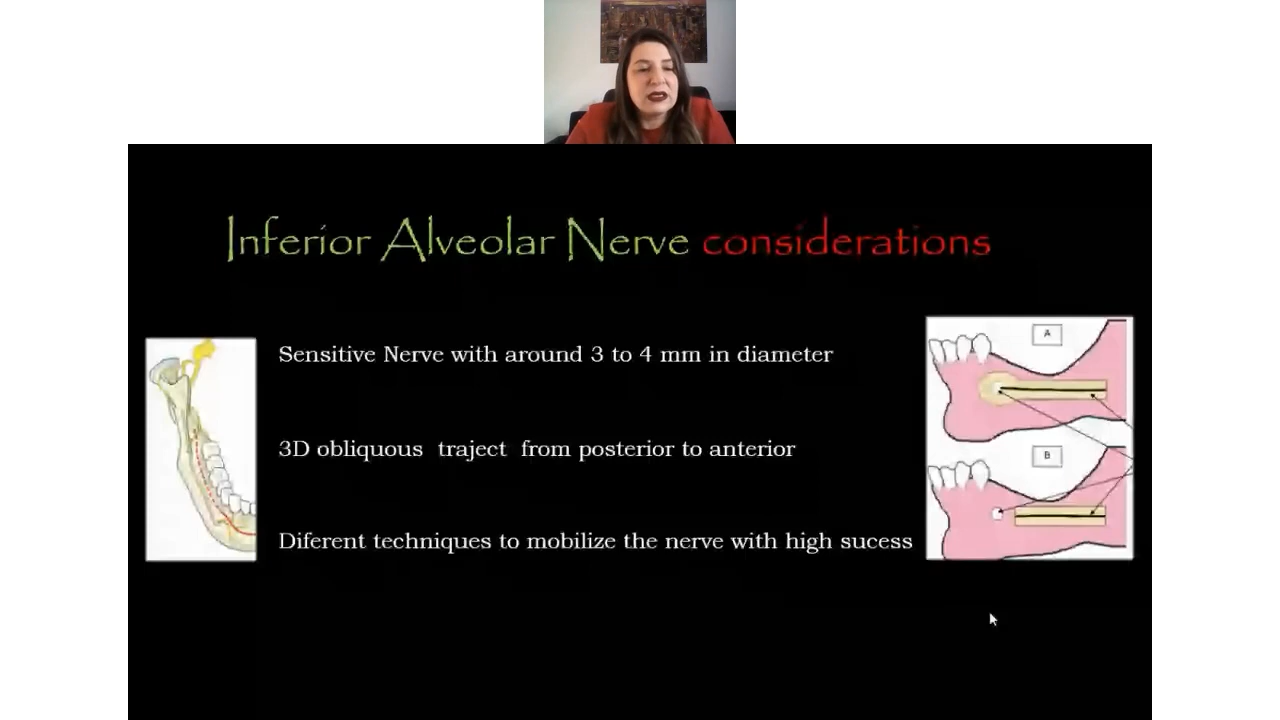 Inferior Alveolar Nerve considerations
Sensitive Nerve with around 3 to 4 mm in diameter
3D obliquous traject from posterior to anterior
Diferent techniques to mobilize the nerve with high sucess
A
B